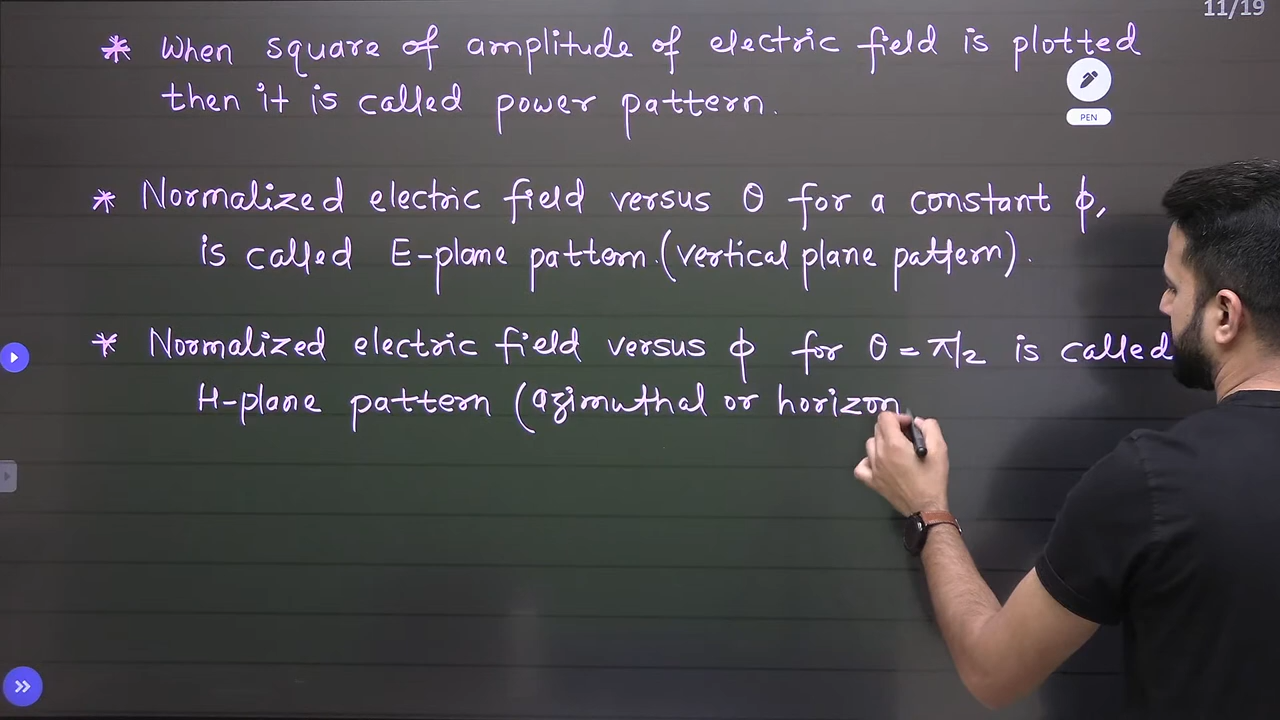 11/19
* When square of amplitude of electric field is plotted
then it is called power pattern.
PEN
* Normalized electric field versus θ for a constant ϕ,
is called E-plane pattern.(vertical plane pattern).
* Normalized electric field versus ϕ for θ = π/2 is called
H-plane pattern (azimuthal or horizon